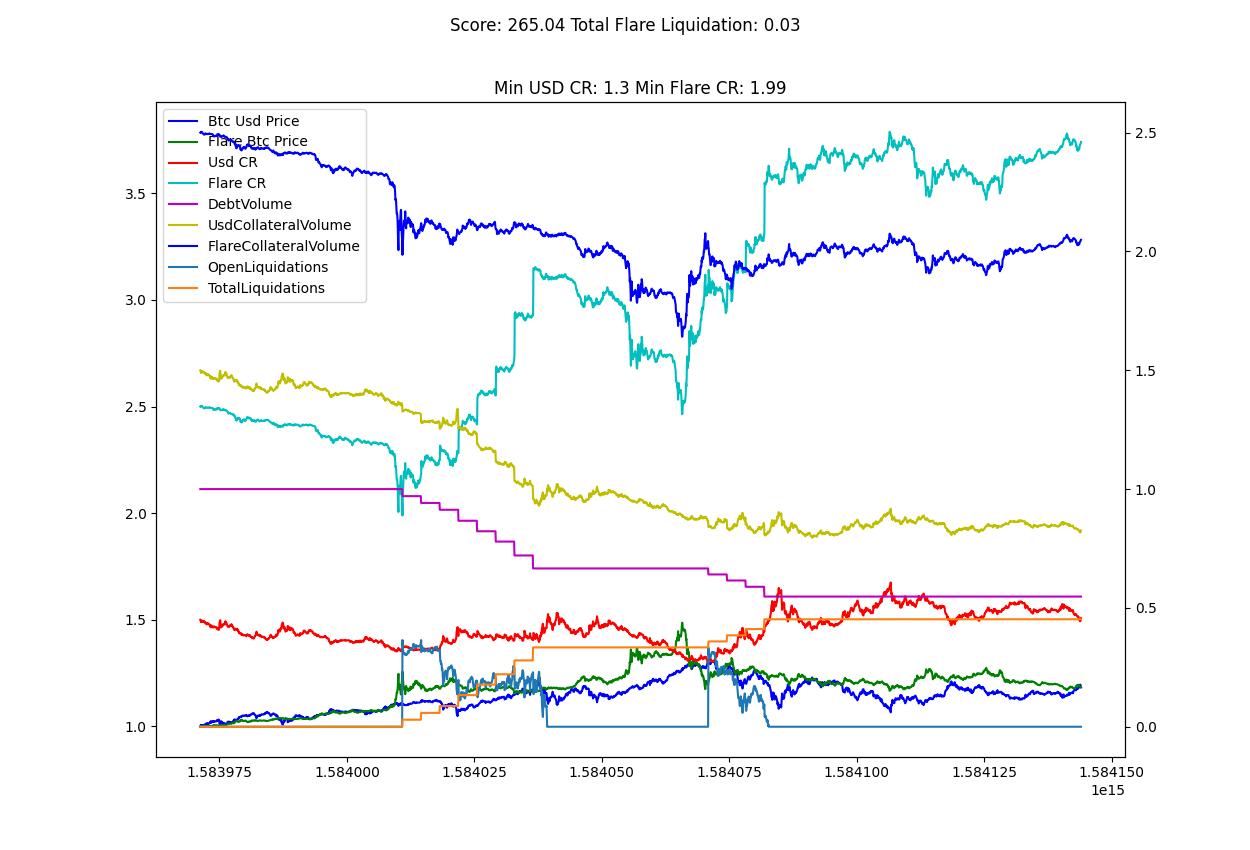 Score: 265.04 Total Flare Liquidation: 0.03
Min USD CR: 1.3 Min Flare CR: 1.99
Btc Usd Price
Flare Btc Price
Usd CR
Flare CR
DebtVolume
UsdCollateralVolume
FlareCollateralVolume
OpenLiquidations
TotalLiquidations
3.5
3.0
2.5
2.0
1.5
1.0
2.5
2.0
1.5
1.0
0.5
0.0
1.583975 1.584000 1.584025 1.584050 1.584075 1.584100 1.584125 1.584150
1e15